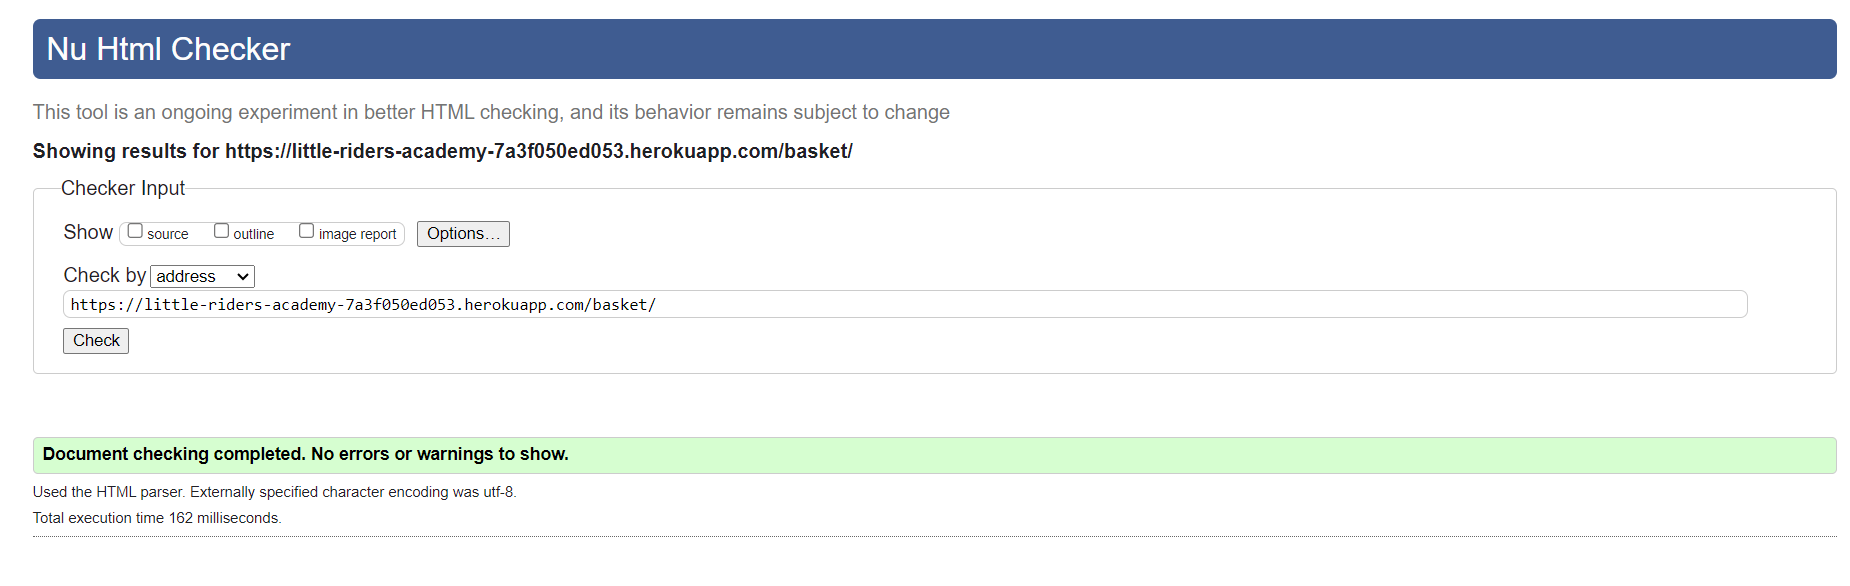 Nu Html Checker
This tool is an ongoing experiment in better HTML checking, and its behavior remains subject to change
Showing results for https://little-riders-academy-7a3f050ed053.herokuapp.com/basket/
Checker Input
Show source outline image report Options...
Check by address
https://little-riders-academy-7a3f050ed053.herokuapp.com/basket/
Check
Document checking completed. No errors or warnings to show.
Used the HTML parser. Externally specified character encoding was utf-8.
Total execution time 162 milliseconds.